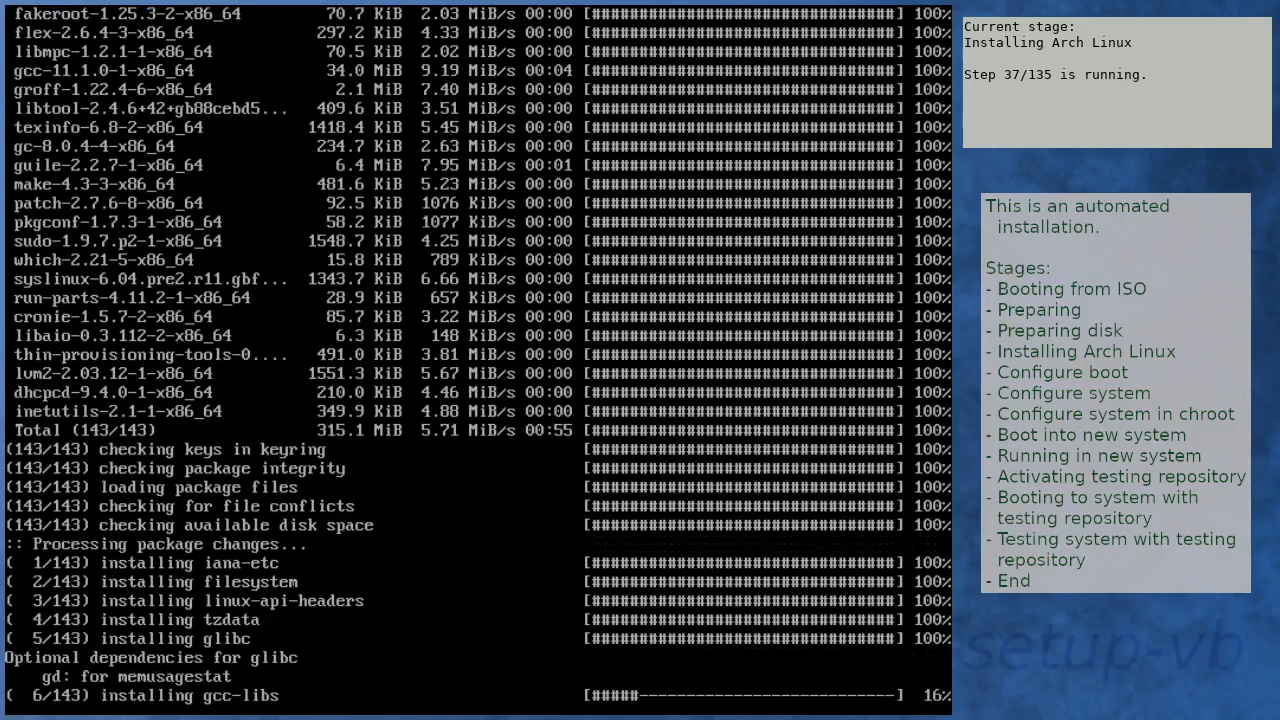 fakeroot-1.25.3-2-x86_64 70.7 KiB 2.03 MiB/s 00:00 [################################] 100%
flex-2.6.4-3-x86_64 297.2 KiB 4.33 MiB/s 00:00 [################################] 100%
libmpc-1.2.1-1-x86_64 70.5 KiB 2.02 MiB/s 00:00 [################################] 100%
gcc-11.1.0-1-x86_64 34.0 MiB 9.19 MiB/s 00:04 [################################] 100%
groff-1.22.4-6-x86_64 2.1 MiB 7.40 MiB/s 00:00 [################################] 100%
libtool-2.4.6+42+gb88cebd5... 409.6 KiB 3.51 MiB/s 00:00 [################################] 100%
texinfo-6.8-2-x86_64 1418.4 KiB 5.45 MiB/s 00:00 [################################] 100%
gc-8.0.4-4-x86_64 234.7 KiB 2.63 MiB/s 00:00 [################################] 100%
guile-2.2.7-1-x86_64 6.4 MiB 7.95 MiB/s 00:01 [################################] 100%
make-4.3-3-x86_64 481.6 KiB 5.23 MiB/s 00:00 [################################] 100%
patch-2.7.6-8-x86_64 92.5 KiB 1076 KiB/s 00:00 [################################] 100%
pkgconf-1.7.3-1-x86_64 58.2 KiB 1077 KiB/s 00:00 [################################] 100%
sudo-1.9.7.p2-1-x86_64 1548.7 KiB 4.25 MiB/s 00:00 [################################] 100%
which-2.21-5-x86_64 15.8 KiB 789 KiB/s 00:00 [################################] 100%
syslinux-6.04.pre2.r11.gbf... 1343.7 KiB 6.66 MiB/s 00:00 [################################] 100%
run-parts-4.11.2-1-x86_64 28.9 KiB 657 KiB/s 00:00 [################################] 100%
cronie-1.5.7-2-x86_64 85.7 KiB 3.22 MiB/s 00:00 [################################] 100%
libaio-0.3.112-2-x86_64 6.3 KiB 148 KiB/s 00:00 [################################] 100%
thin-provisioning-tools-0.... 491.0 KiB 3.81 MiB/s 00:00 [################################] 100%
lvm2-2.03.12-1-x86_64 1551.3 KiB 5.67 MiB/s 00:00 [################################] 100%
dhcpcd-9.4.0-1-x86_64 210.0 KiB 4.46 MiB/s 00:00 [################################] 100%
inetutils-2.1-1-x86_64 349.9 KiB 4.88 MiB/s 00:00 [################################] 100%
Total (143/143) 315.1 MiB 5.71 MiB/s 00:55 [################################] 100%
(143/143) checking keys in keyring [################################] 100%
(143/143) checking package integrity [################################] 100%
(143/143) loading package files [################################] 100%
(143/143) checking for file conflicts [################################] 100%
(143/143) checking available disk space [################################] 100%
:: Processing package changes...
( 1/143) installing iana-etc [################################] 100%
( 2/143) installing filesystem [################################] 100%
( 3/143) installing linux-api-headers [################################] 100%
( 4/143) installing tzdata [################################] 100%
( 5/143) installing glibc [################################] 100%
Optional dependencies for glibc
gd: for memusagestat
( 6/143) installing gcc-libs [#####---------------------------] 16%
Current stage:
Installing Arch Linux
Step 37/135 is running.
This is an automated
installation.
Stages:
- Booting from ISO
- Preparing
- Preparing disk
- Installing Arch Linux
- Configure boot
- Configure system
- Configure system in chroot
- Boot into new system
- Running in new system
- Activating testing repository
- Booting to system with
testing repository
- Testing system with testing
repository
- End
setup-vb